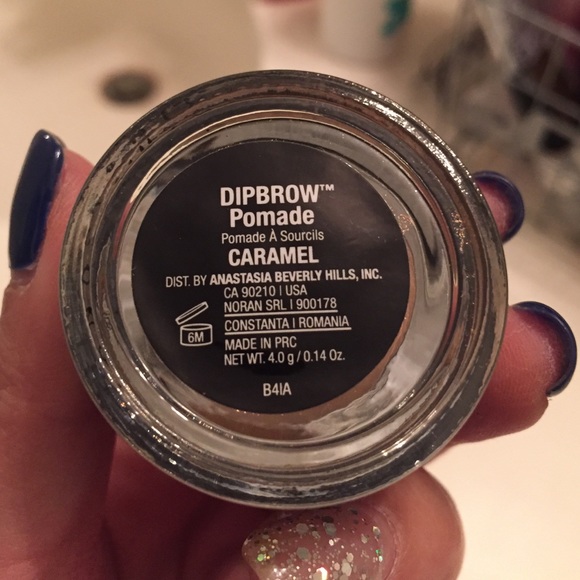 DIPBROW™
Pomade
Pomade À Sourcils
CARAMEL
DIST. BY ANASTASIA BEVERLY HILLS, INC.
CA 90210 | USA
NORAN SRL | 900178
CONSTANTA | ROMANIA
6M
MADE IN PRC
NET WT. 4.0 g / 0.14 Oz.
B4IA